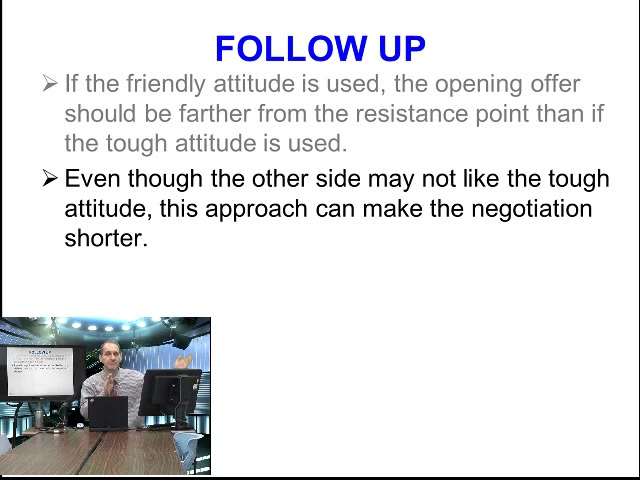 FOLLOW UP
➢ If the friendly attitude is used, the opening offer
should be farther from the resistance point than if
the tough attitude is used.
➢ Even though the other side may not like the tough
attitude, this approach can make the negotiation
shorter.
FOLLOW UP